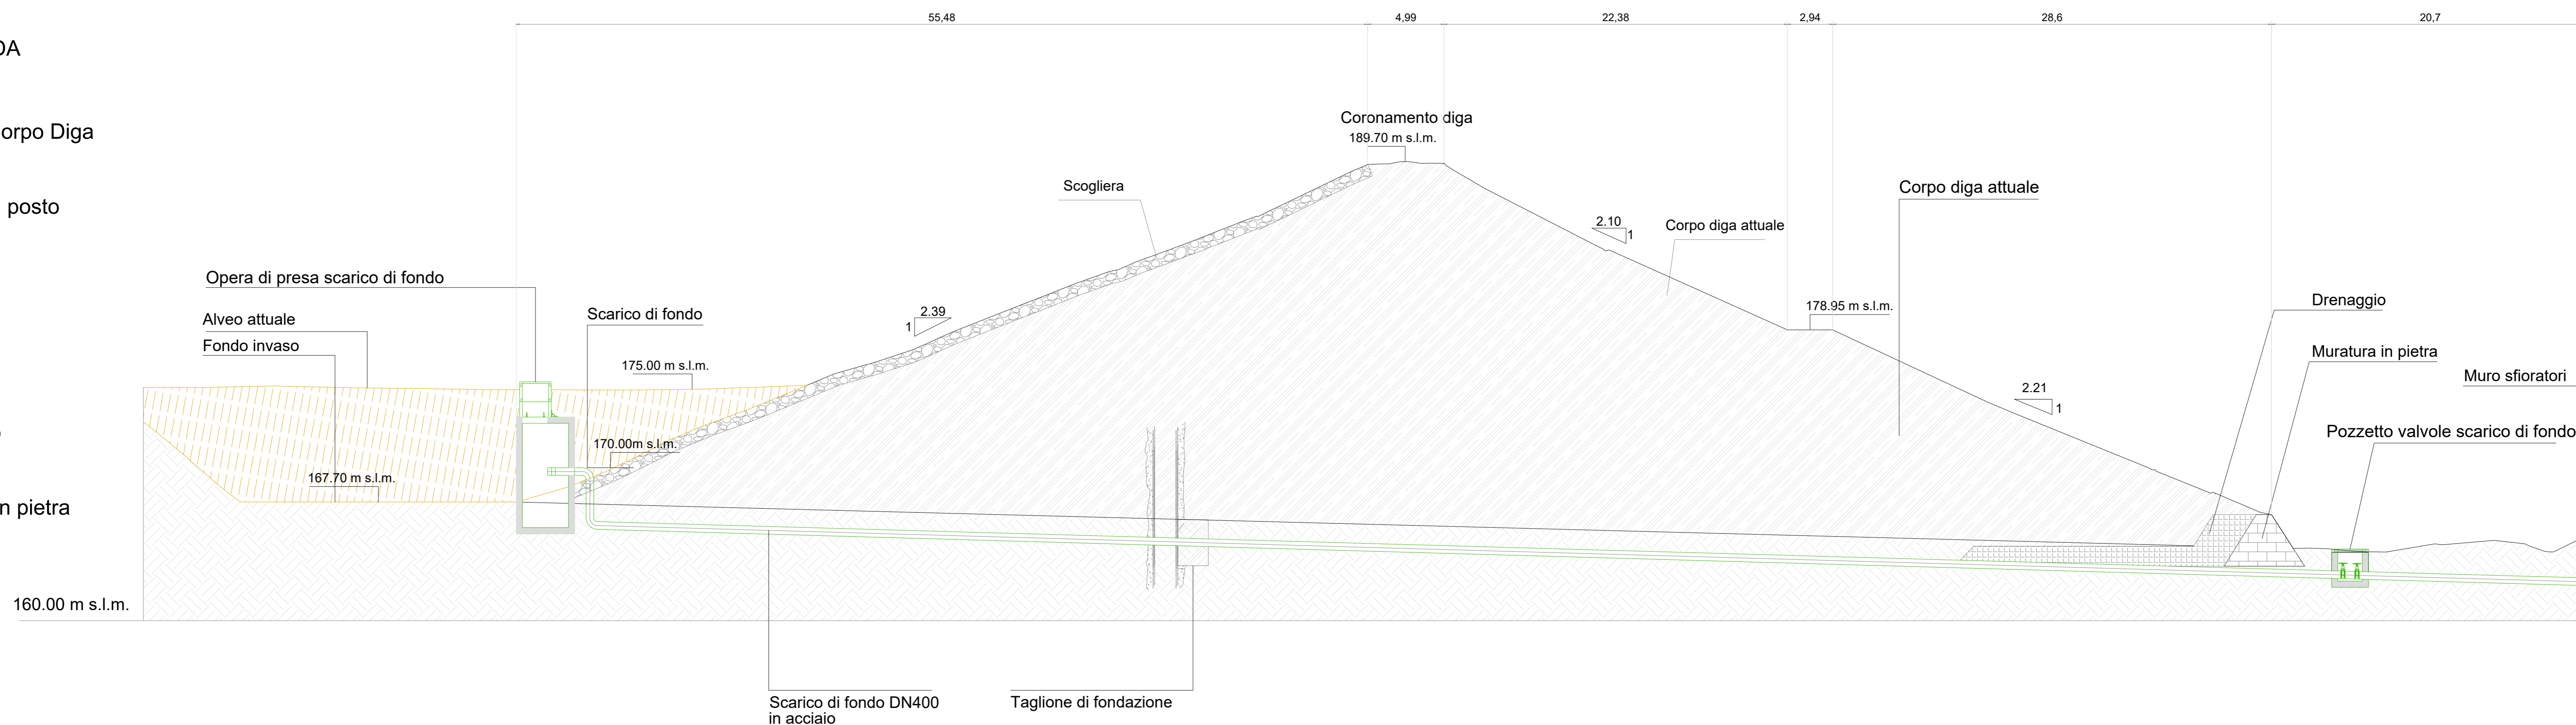 55,48
4,99
22,38
2,94
28,6
20,7
DA
orpo Diga
posto
n pietra
Coronamento diga
189.70 m s.l.m.
Scogliera
Corpo diga attuale
2.10
1
Corpo diga attuale
Opera di presa scarico di fondo
Alveo attuale
Fondo invaso
Scarico di fondo
2.39
1
178.95 m s.l.m.
Drenaggio
Muratura in pietra
Muro sfioratori
175.00 m s.l.m.
2.21
1
Pozzetto valvole scarico di fondo
170.00m s.l.m.
167.70 m s.l.m.
160.00 m s.l.m.
Scarico di fondo DN400
in acciaio
Taglione di fondazione